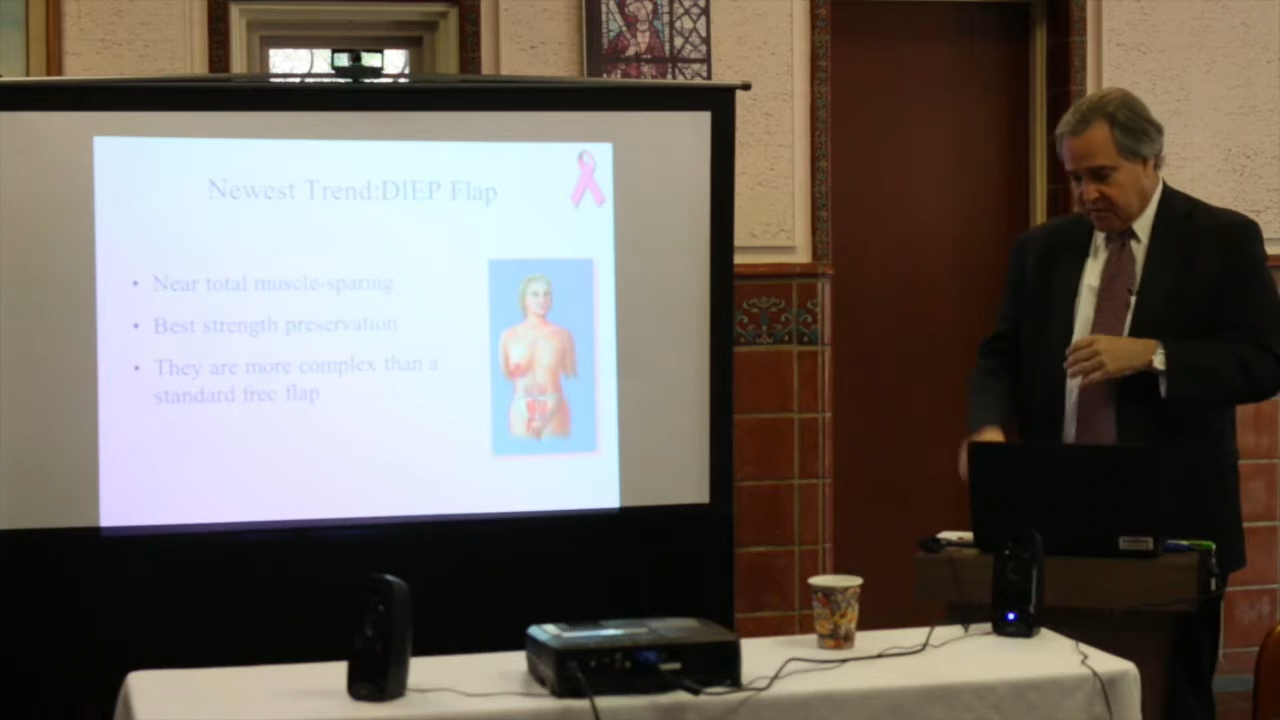 Newest Trend:DIEP Flap
• Near total muscle-sparing
• Best strength preservation
• They are more complex than a
standard free flap